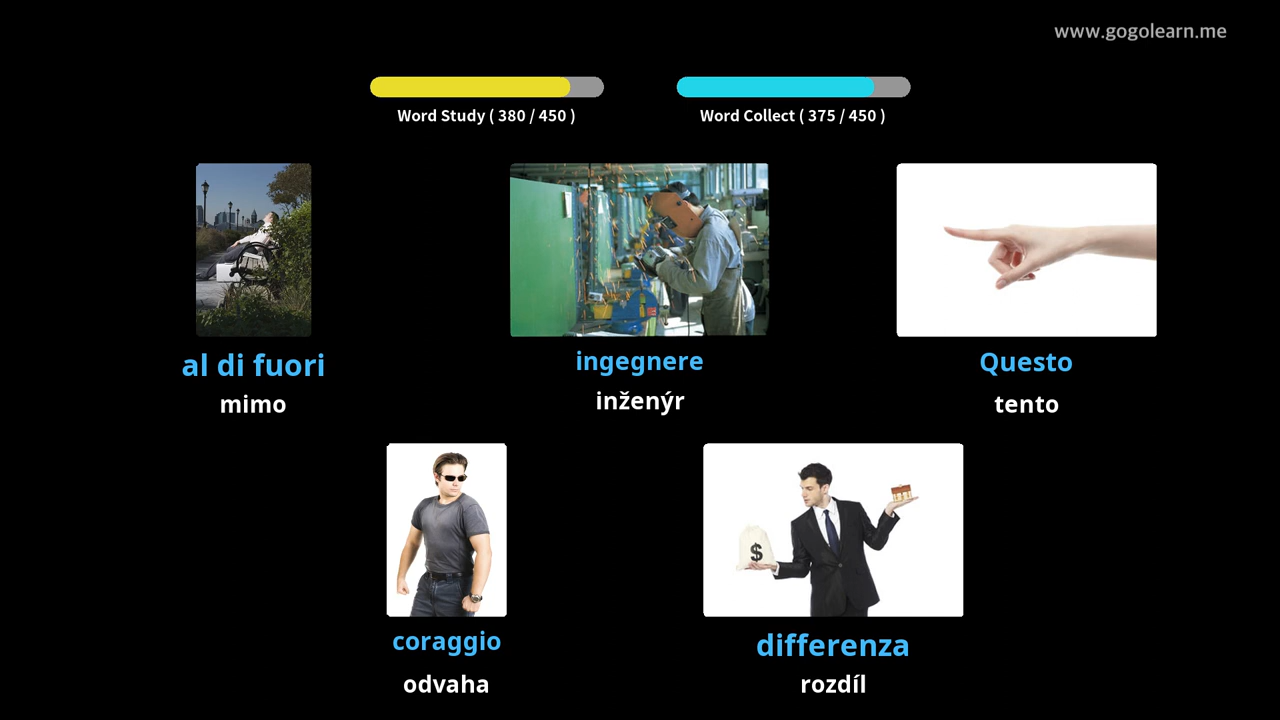 www.gogolearn.me
Word Study ( 380 / 450 )
Word Collect ( 375 / 450 )
al di fuori
mimo
ingegnere
inženýr
Questo
tento
$
coraggio
odvaha
differenza
rozdíl